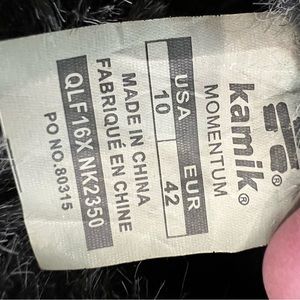 kamik®
MOMENTUM
USA EUR
10 42
MADE IN CHINA
FABRIQUÉ EN CHINE
QLF16X NK2350
PO NO.80315